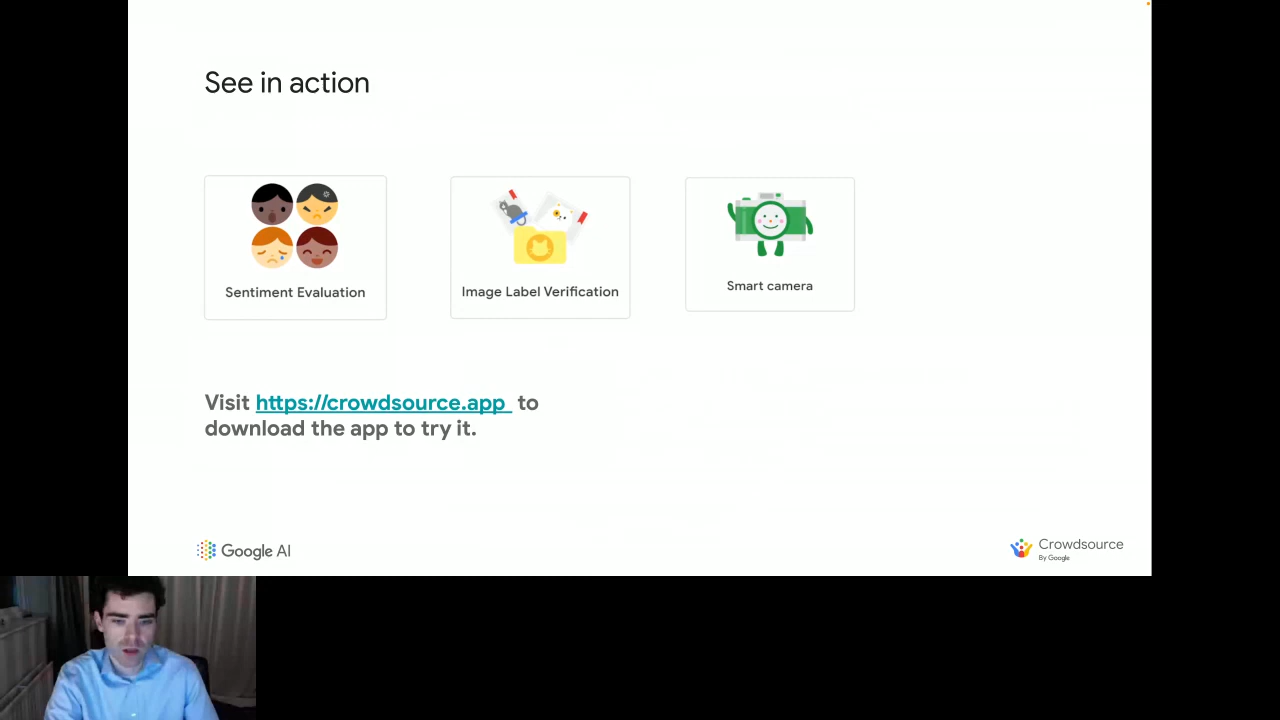 See in action
Sentiment Evaluation
Image Label Verification
Smart camera
Visit https://crowdsource.app to
download the app to try it.
Google AI
Crowdsource
By Google